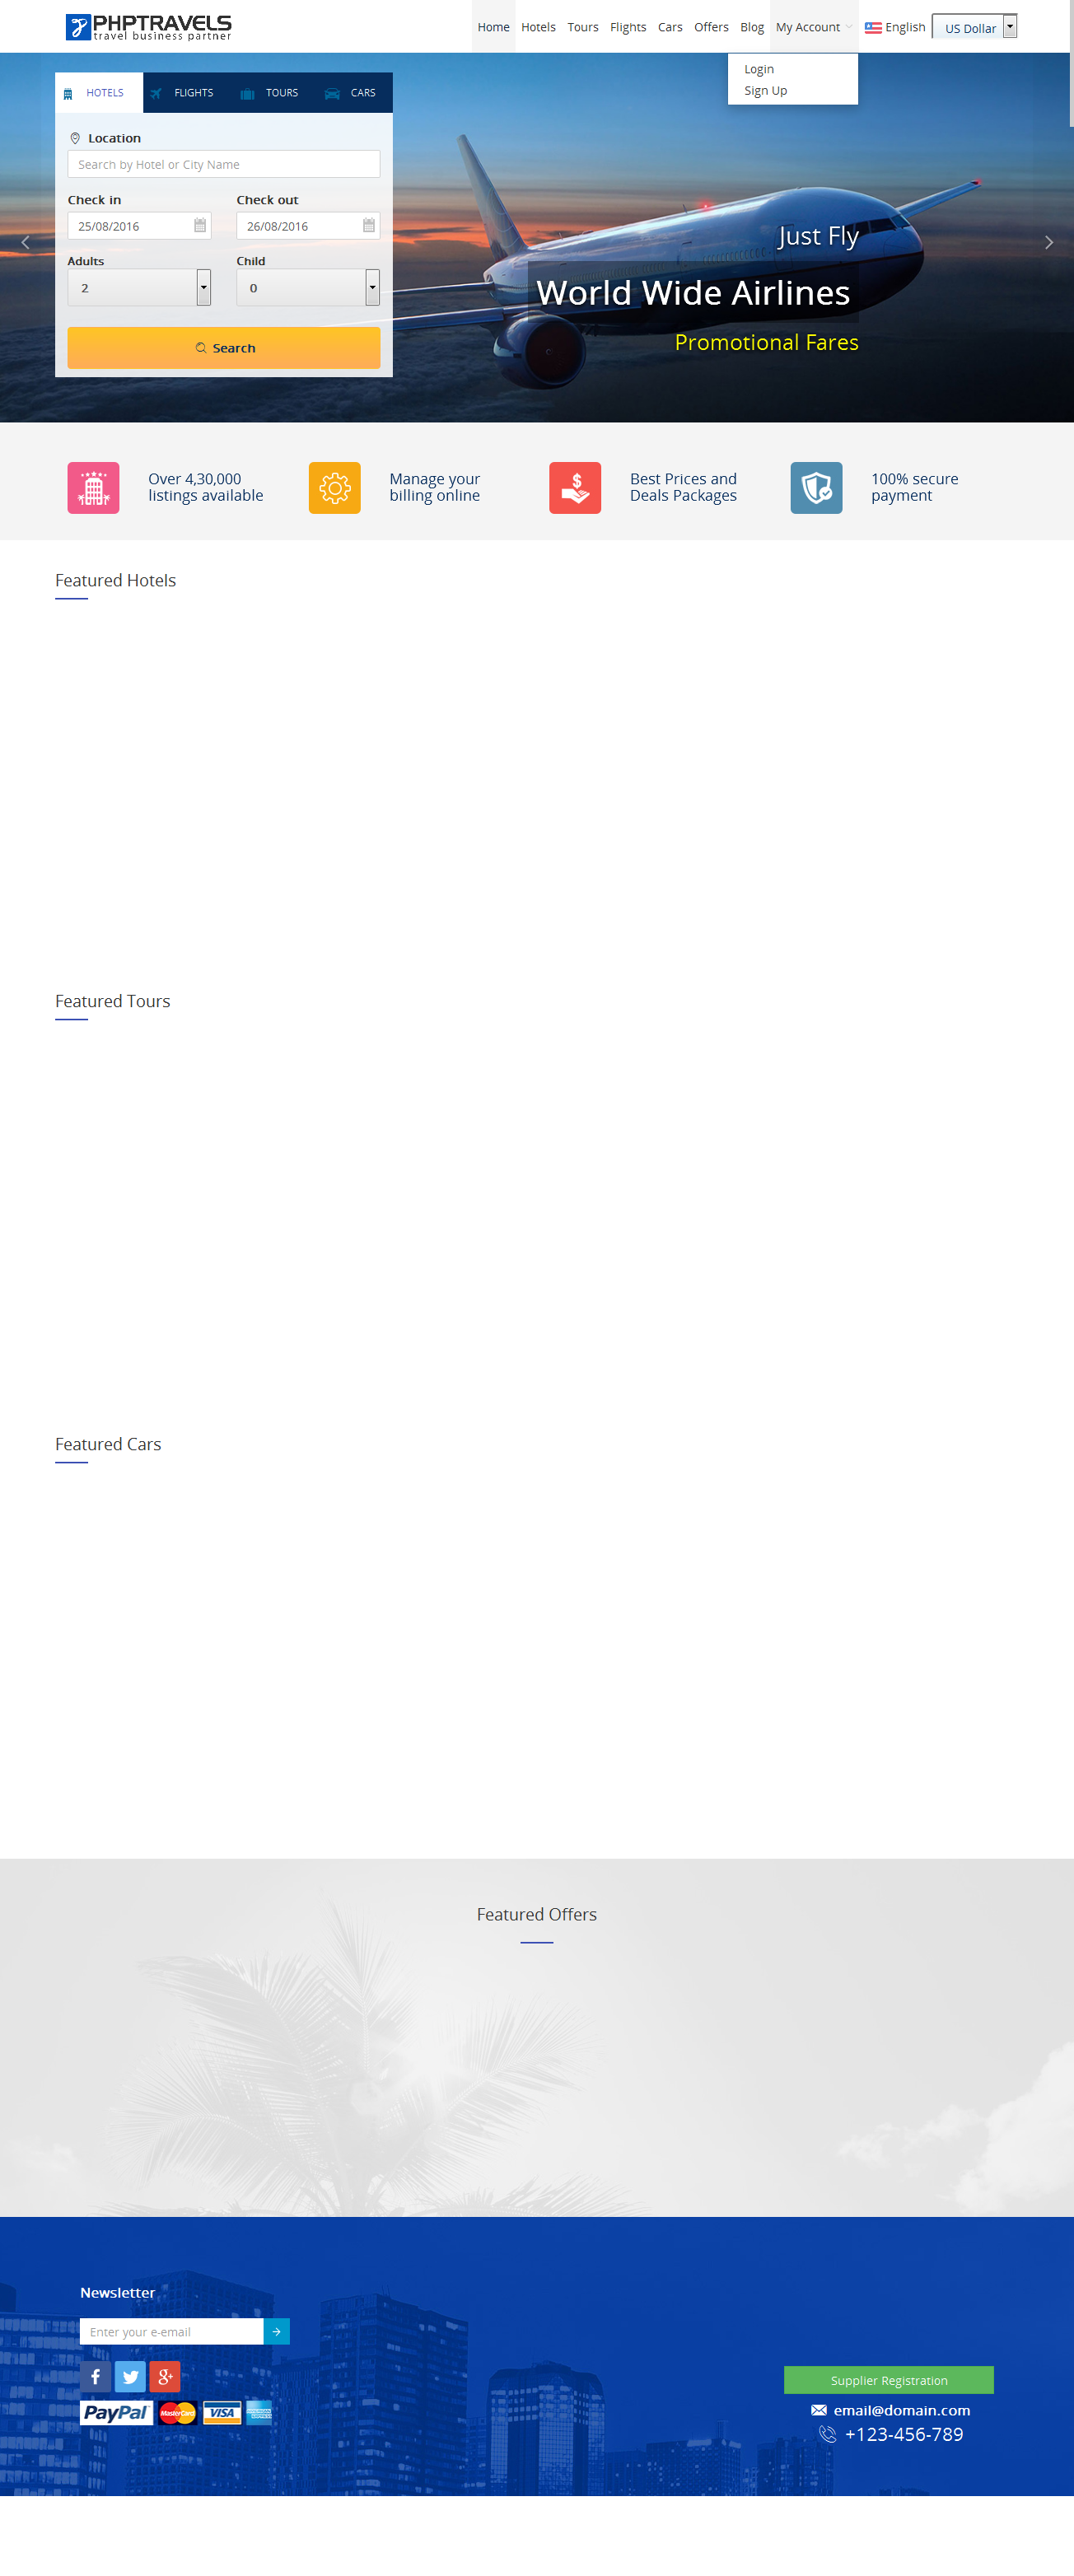 PHPTRAVELS
travel business partner
Home Hotels Tours Flights Cars Offers Blog My Account English US Dollar
Login
Sign Up
HOTELS FLIGHTS TOURS CARS
Location
Search by Hotel or City Name
Check in Check out
25/08/2016 26/08/2016
Adults Child
2 0
Search
Just Fly
World Wide Airlines
Promotional Fares
Over 4,30,000
listings available
Manage your
billing online
Best Prices and
Deals Packages
100% secure
payment
Featured Hotels
Featured Tours
Featured Cars
Featured Offers
Newsletter
Enter your e-email
PayPal MasterCard VISA
Supplier Registration
email@domain.com
+123-456-789